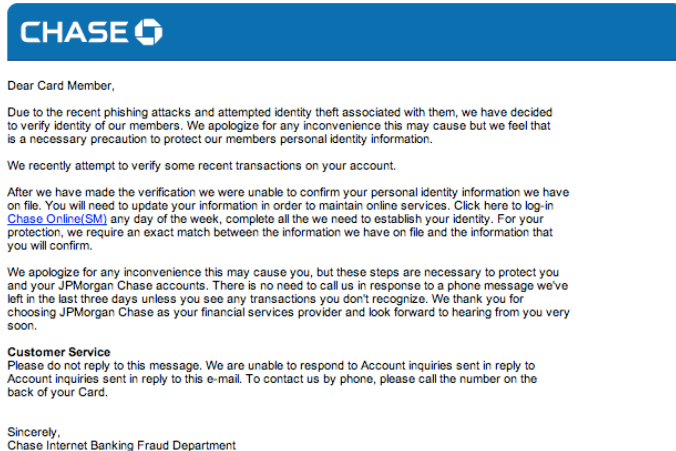 CHASE
Dear Card Member,
Due to the recent phishing attacks and attempted identity theft associated with them, we have decided
to verify identity of our members. We apologize for any inconvenience this may cause but we feel that
is a necessary precaution to protect our members personal identity information.
We recently attempt to verify some recent transactions on your account.
After we have made the verification we were unable to confirm your personal identity information we have
on file. You will need to update your information in order to maintain online services. Click here to log-in
Chase Online(SM) any day of the week, complete all the we need to establish your identity. For your
protection, we require an exact match between the information we have on file and the information that
you will confirm.
We apologize for any inconvenience this may cause you, but these steps are necessary to protect you
and your JPMorgan Chase accounts. There is no need to call us in response to a phone message we've
left in the last three days unless you see any transactions you don't recognize. We thank you for
choosing JPMorgan Chase as your financial services provider and look forward to hearing from you very
soon.
Customer Service
Please do not reply to this message. We are unable to respond to Account inquiries sent in reply to
Account inquiries sent in reply to this e-mail. To contact us by phone, please call the number on the
back of your Card.
Sincerely,
Chase Internet Banking Fraud Department